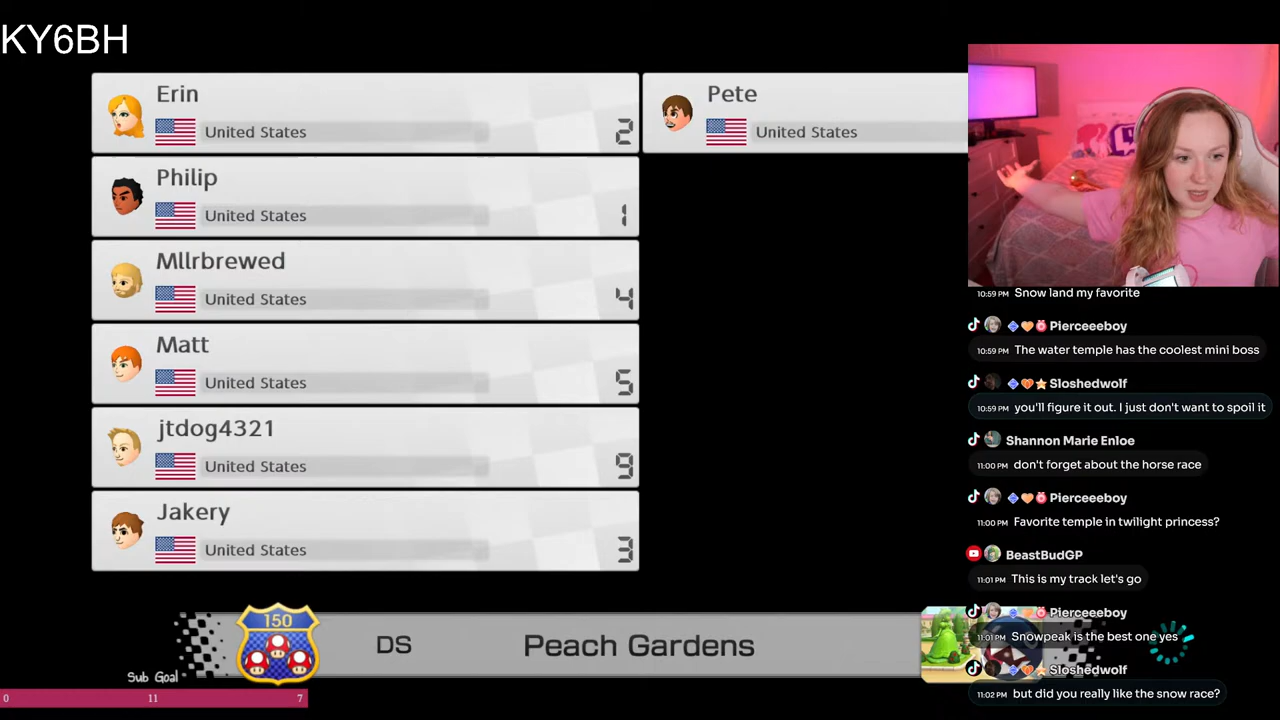 KY6BH
Erin
United States
2
Philip
United States
1
Mllrbrewed
United States
4
Matt
United States
5
jtdog4321
United States
9
Jakery
United States
3
Pete
United States
150
DS
Peach Gardens
Sub Goal
0 11 7
10:59 PM Snow land my favorite
Pierceeeboy
10:59 PM The water temple has the coolest mini boss
Sloshedwolf
10:59 PM you'll figure it out. I just don't want to spoil it
Shannon Marie Enloe
11:00 PM don't forget about the horse race
Pierceeeboy
11:00 PM Favorite temple in twilight princess?
BeastBudGP
11:01 PM This is my track let's go
Pierceeeboy
11:01 PM Snowpeak is the best one yes
Sloshedwolf
11:02 PM but did you really like the snow race?